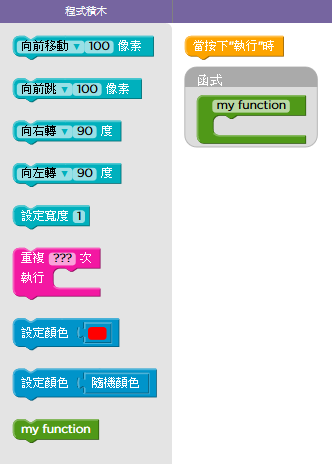 程式積木
向前移動▼ 100 像素
向前跳▼ 100 像素
向右轉▼ 90 度
向左轉▼ 90 度
設定寬度 1
重複 ??? 次
執行
設定顏色
設定顏色 隨機顏色
my function
當按下"執行"時
函式
my function